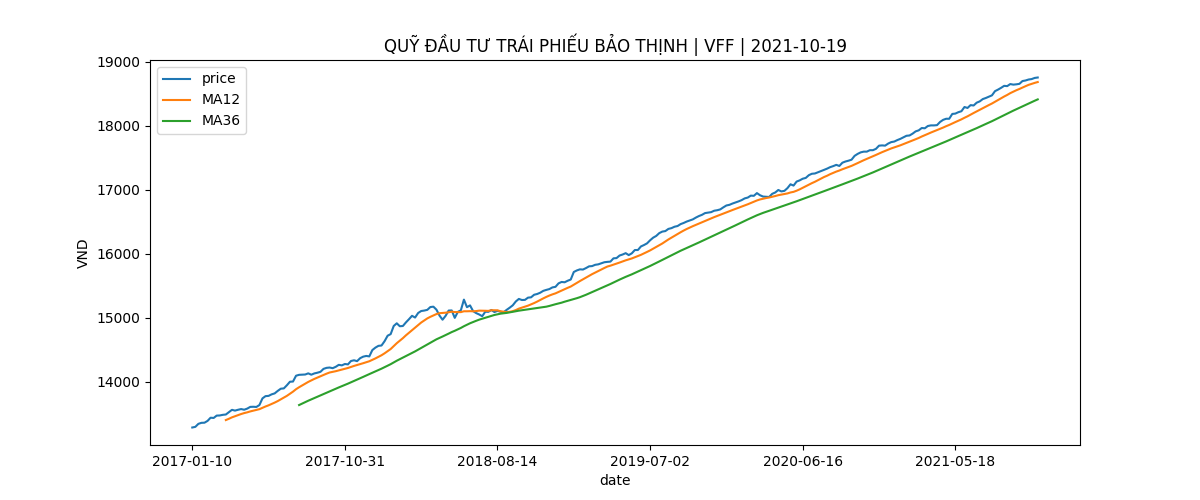 QUỸ ĐẦU TƯ TRÁI PHIẾU BẢO THỊNH | VFF | 2021-10-19
19000
18000
17000
16000
15000
14000
VND
price
MA12
MA36
2017-01-10 2017-10-31 2018-08-14 2019-07-02 2020-06-16 2021-05-18
date